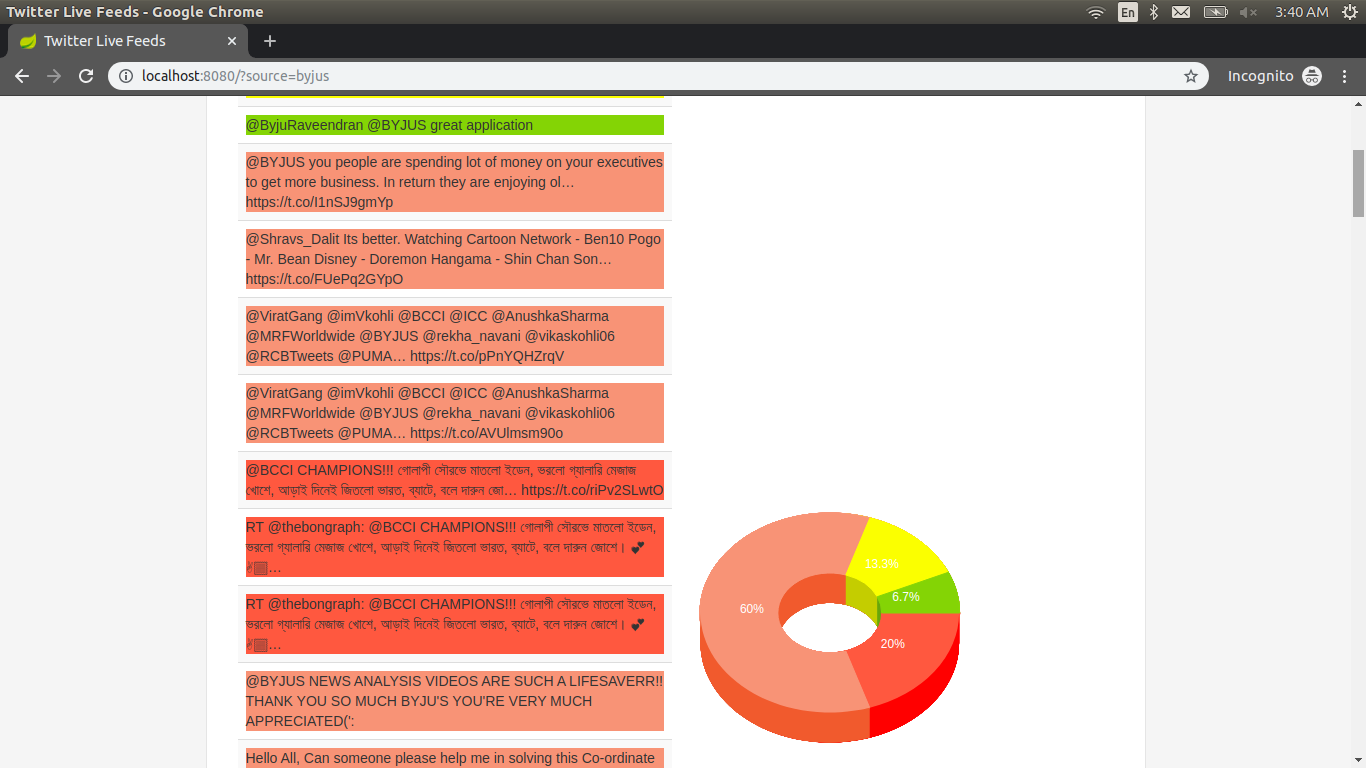 Twitter Live Feeds - Google Chrome
En
3:40 AM
Twitter Live Feeds
localhost:8080/?source=byjus
Incognito
@ByjuRaveendran @BYJUS great application
@BYJUS you people are spending lot of money on your executives
to get more business. In return they are enjoying ol…
https://t.co/I1nSJ9gmYp
@Shravs_Dalit Its better. Watching Cartoon Network - Ben10 Pogo
- Mr. Bean Disney - Doremon Hangama - Shin Chan Son…
https://t.co/FUePq2GYpO
@ViratGang @imVkohli @BCCI @ICC @AnushkaSharma
@MRFWorldwide @BYJUS @rekha_navani @vikaskohli06
@RCBTweets @PUMA… https://t.co/pPnYQHZrqV
@ViratGang @imVkohli @BCCI @ICC @AnushkaSharma
@MRFWorldwide @BYJUS @rekha_navani @vikaskohli06
@RCBTweets @PUMA… https://t.co/AVUlmsm90o
@BCCI CHAMPIONS!!! গোলাপী সৌরভে মাতলো ইডেন, ভরলো গ্যালারি মেজাজ
খোশে, আড়াই দিনেই জিতলো ভারত, ব্যাটে, বলে দারুন জো… https://t.co/riPv2SLwtO
RT @thebongraph: @BCCI CHAMPIONS!!! গোলাপী সৌরভে মাতলো ইডেন,
ভরলো গ্যালারি মেজাজ খোশে, আড়াই দিনেই জিতলো ভারত, ব্যাটে, বলে দারুন জোশে। 💕
✌🏾…
RT @thebongraph: @BCCI CHAMPIONS!!! গোলাপী সৌরভে মাতলো ইডেন,
ভরলো গ্যালারি মেজাজ খোশে, আড়াই দিনেই জিতলো ভারত, ব্যাটে, বলে দারুন জোশে। 💕
✌🏾…
@BYJUS NEWS ANALYSIS VIDEOS ARE SUCH A LIFESAVERR!!
THANK YOU SO MUCH BYJU'S YOU'RE VERY MUCH
APPRECIATED(':
Hello All, Can someone please help me in solving this Co-ordinate
13.3%
6.7%
60%
20%